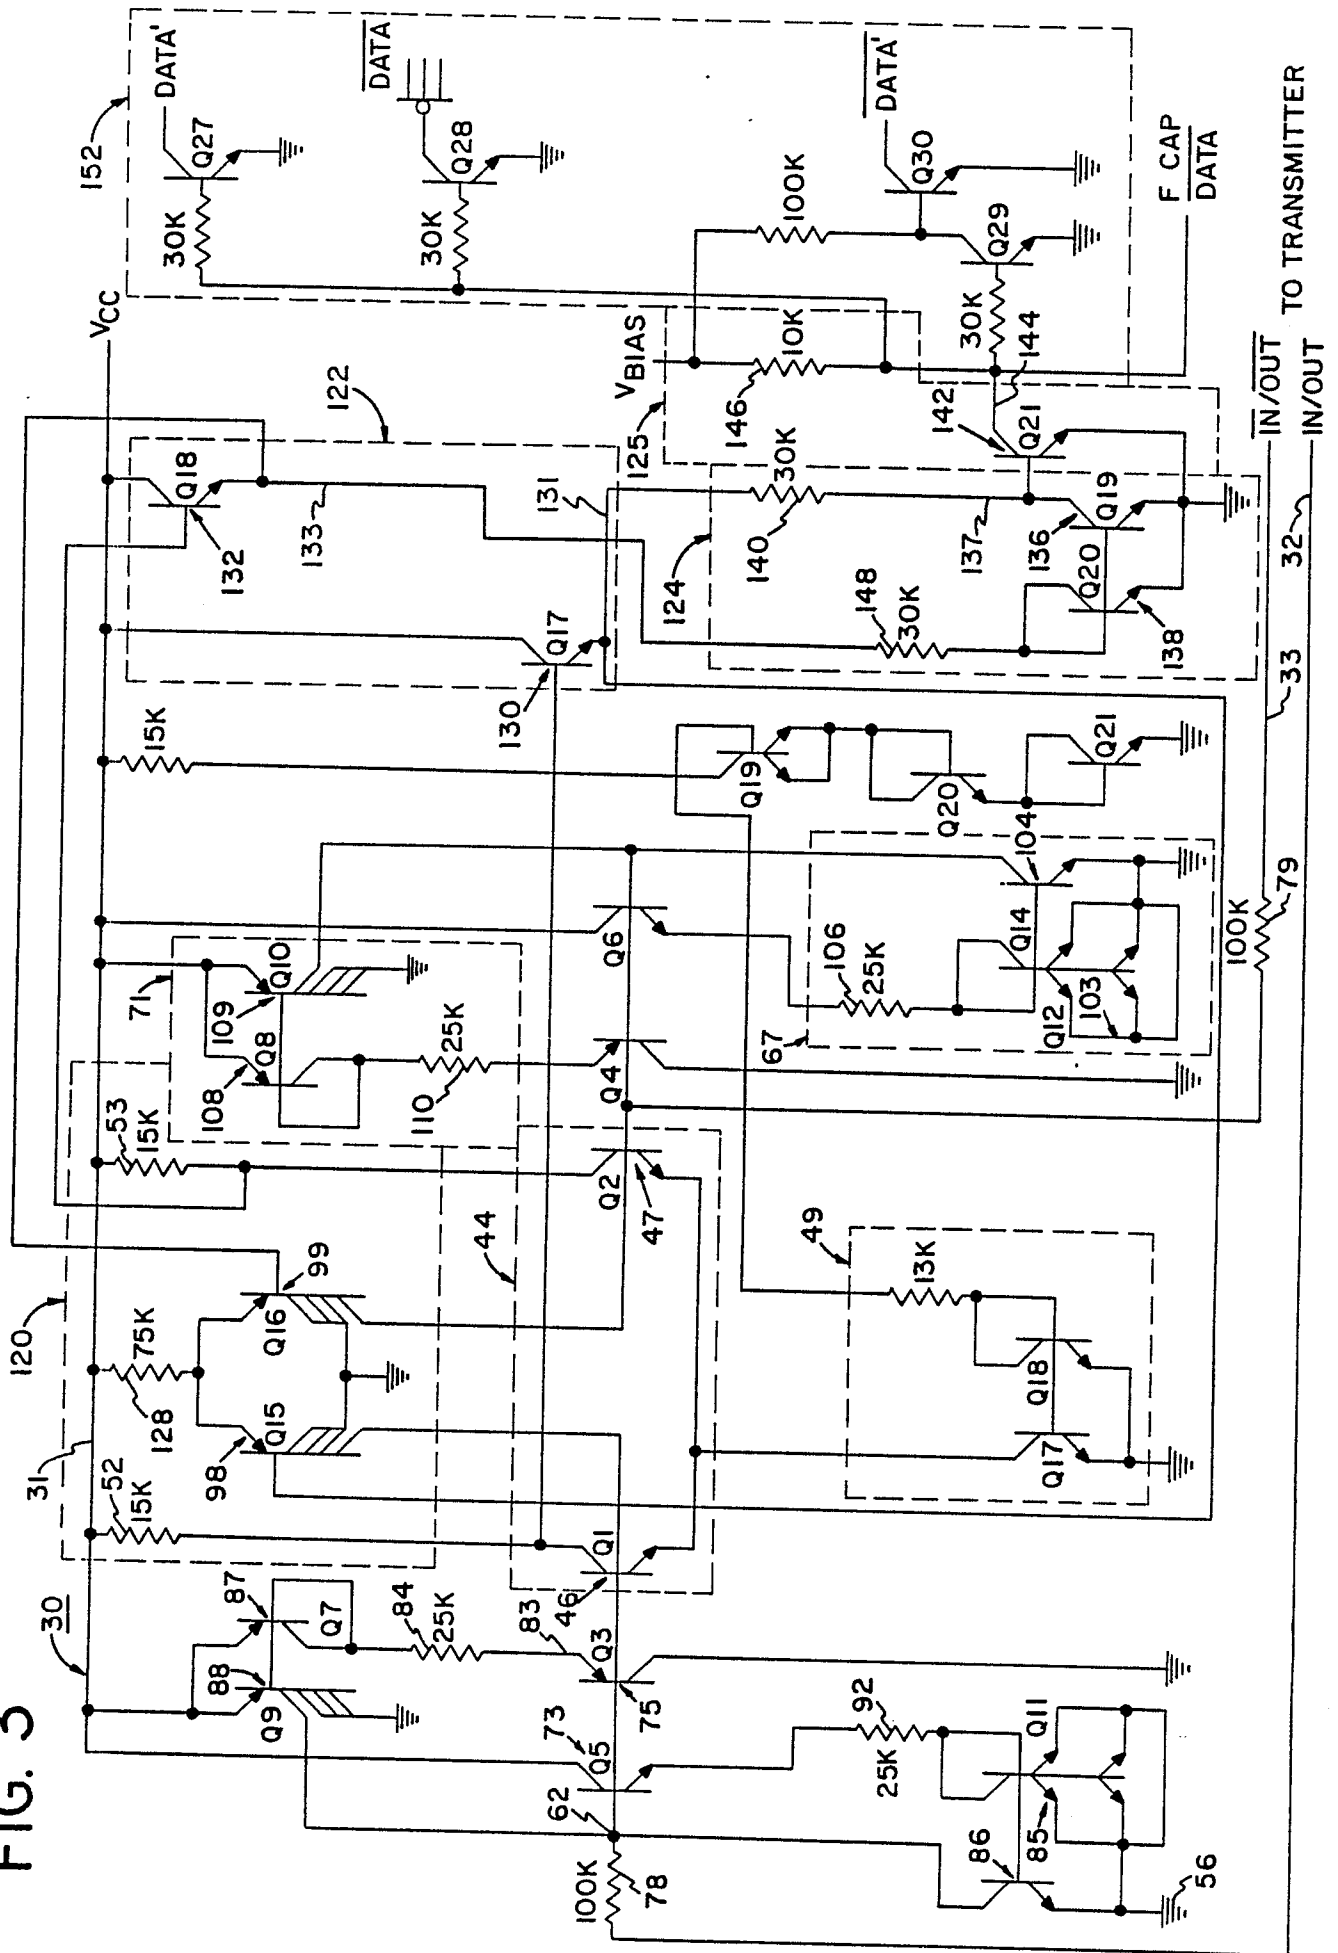 FIG. 3
30
31
120
152
VCC
DATA'
Q27
30K
DATA
Q28
30K
DATA'
Q30
100K
Q29
30K
144
F CAP
DATA
TO TRANSMITTER
IN/OUT
IN/OUT
VBIAS
10K
146
125
142
Q21
122
Q18
132
133
131
Q17
130
124
30K
140
137
136
Q19
Q20
148
30K
138
32
33
15K
Q19
Q20
Q21
71
Q10
109
Q8
108
25K
110
Q6
Q4
106
25K
104
Q14
Q12
103
67
100K
79
53
15K
Q2
47
44
99
Q16
75K
128
Q15
98
52
15K
Q1
46
49
13K
Q18
Q17
87
88
Q7
Q9
84
25K
83
Q3
75
73
Q5
62
100K
78
92
25K
Q11
85
86
56